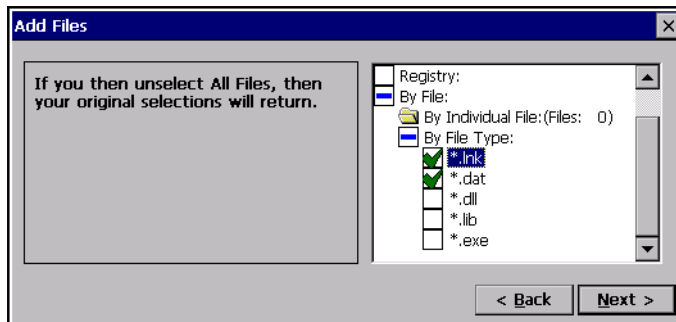 Add Files
If you then unselect All Files, then
your original selections will return.
Registry:
By File:
By Individual File:(Files: 0)
By File Type:
*.lnk
*.dat
*.dll
*.lib
*.exe
< Back
Next >